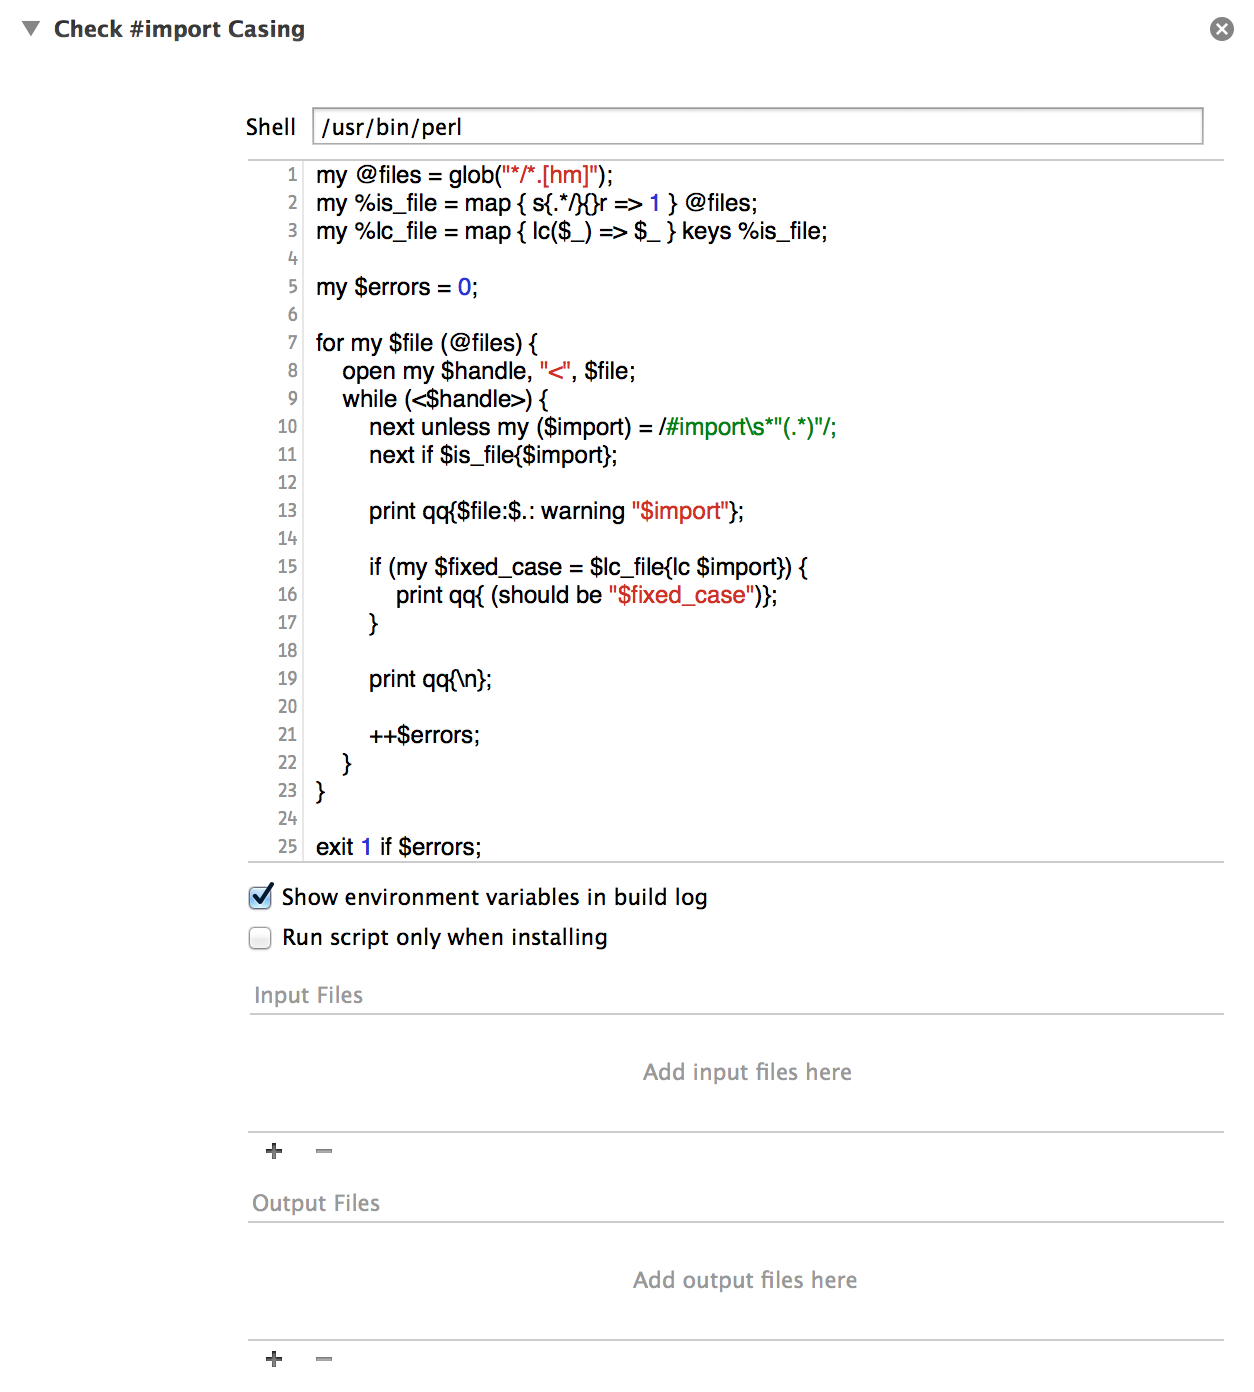 Check #import Casing
Shell /usr/bin/perl
1 my @files = glob("*/*.[hm]");
2 my %is_file = map { s{.*/}{}r => 1 } @files;
3 my %lc_file = map { lc($_) => $_ } keys %is_file;
4
5 my $errors = 0;
6
7 for my $file (@files) {
8 open my $handle, "<", $file;
9 while (<$handle>) {
10 next unless my ($import) = /#import\s*"(.*)"/;
11 next if $is_file{$import};
12
13 print qq{$file:$.: warning "$import"};
14
15 if (my $fixed_case = $lc_file{lc $import}) {
16 print qq{ (should be "$fixed_case")};
17 }
18
19 print qq{\n};
20
21 ++$errors;
22 }
23 }
24
25 exit 1 if $errors;
Show environment variables in build log
Run script only when installing
Input Files
Add input files here
Output Files
Add output files here